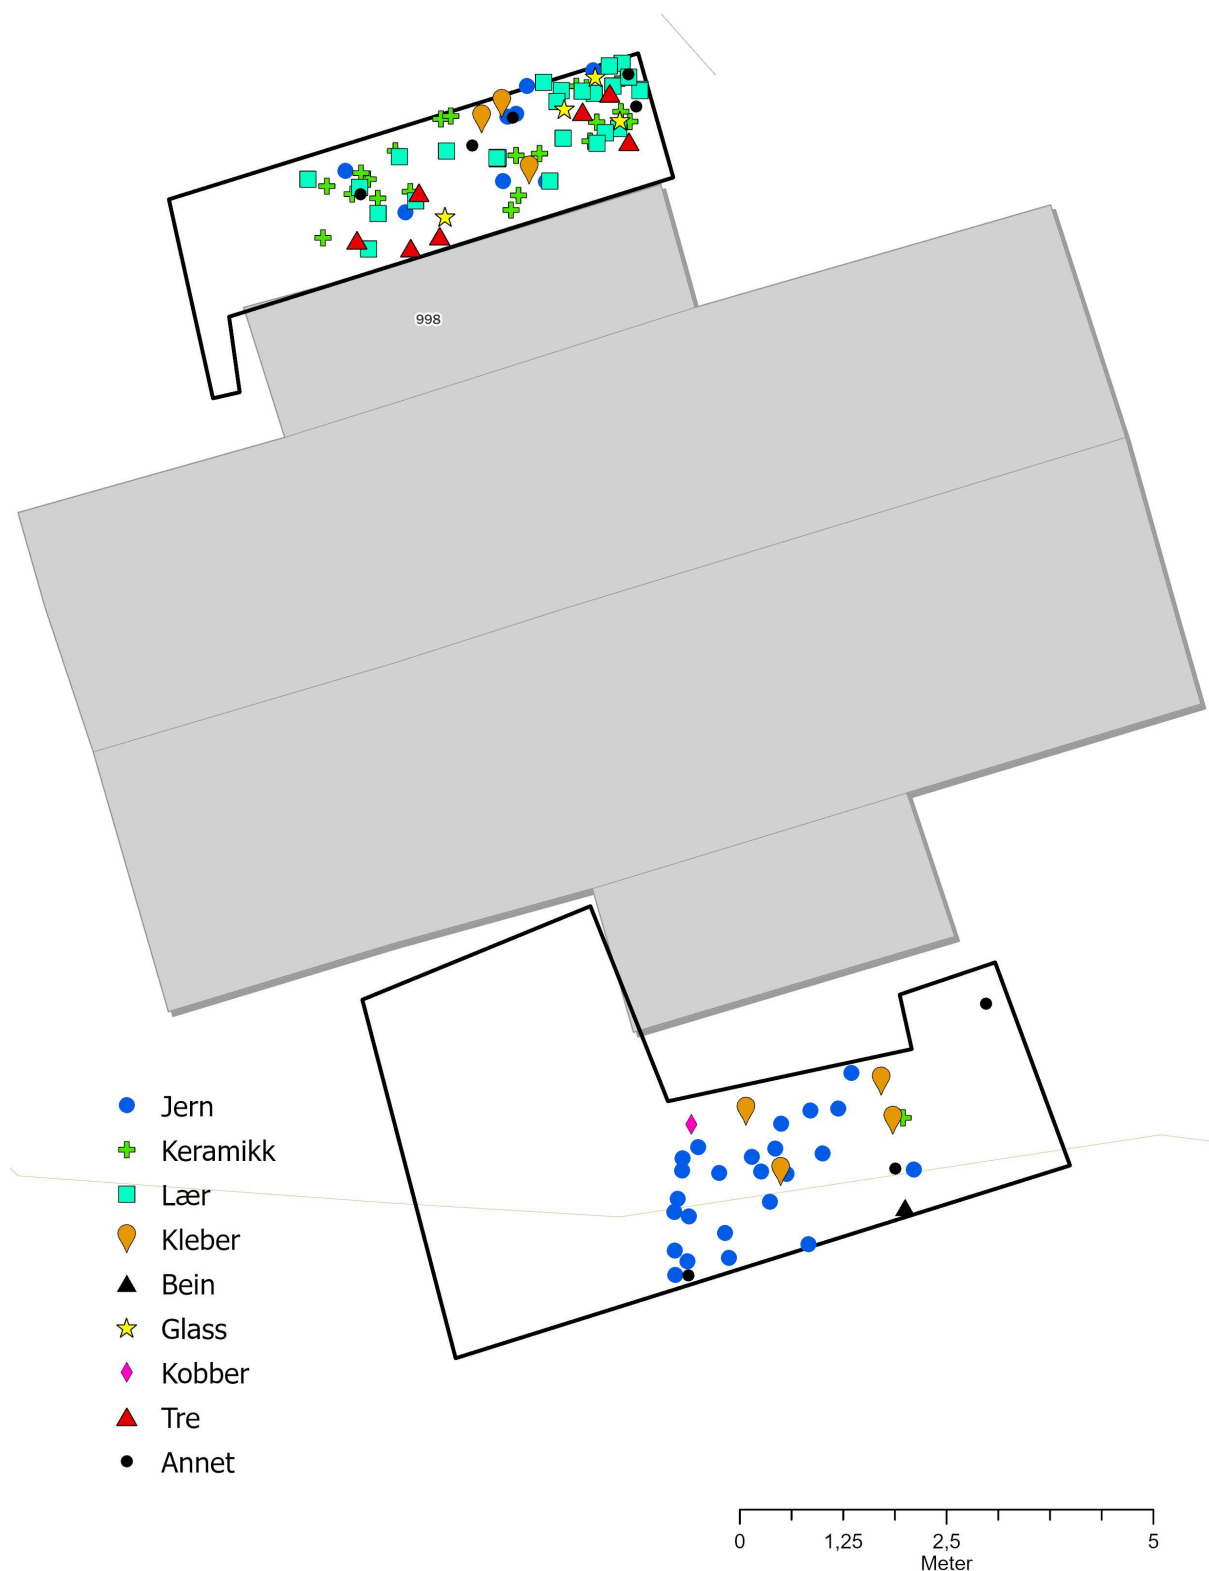 998
Jern
Keramikk
Lær
Kleber
Bein
Glass
Kobber
Tre
Annet
0 1,25 2,5 5
Meter